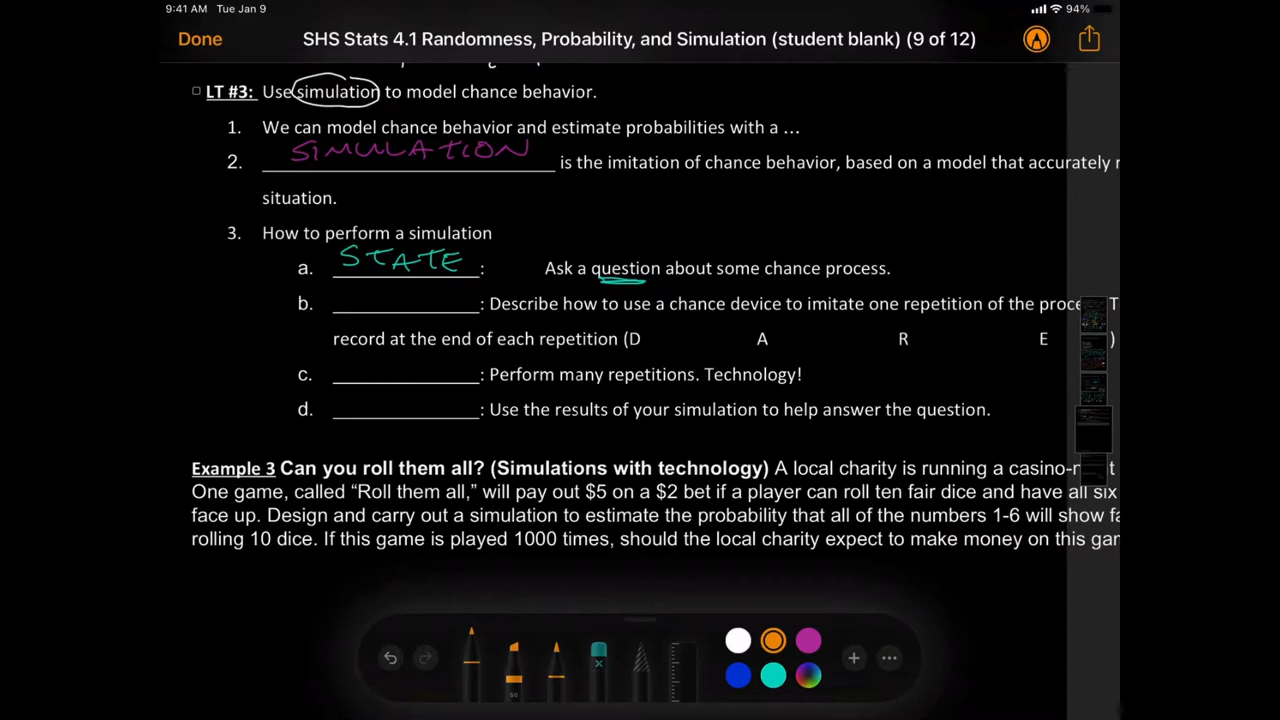 9:41 AM Tue Jan 9 94%
Done SHS Stats 4.1 Randomness, Probability, and Simulation (student blank) (9 of 12)
LT #3: Use simulation to model chance behavior.
1. We can model chance behavior and estimate probabilities with a …
2. SIMULATION is the imitation of chance behavior, based on a model that accurately
situation.
3. How to perform a simulation
a. STATE : Ask a question about some chance process.
b. : Describe how to use a chance device to imitate one repetition of the proce T
record at the end of each repetition (D A R E )
c. : Perform many repetitions. Technology!
d. : Use the results of your simulation to help answer the question.
Example 3 Can you roll them all? (Simulations with technology) A local charity is running a casino-
One game, called “Roll them all,” will pay out $5 on a $2 bet if a player can roll ten fair dice and have all six
face up. Design and carry out a simulation to estimate the probability that all of the numbers 1-6 will show
rolling 10 dice. If this game is played 1000 times, should the local charity expect to make money on this